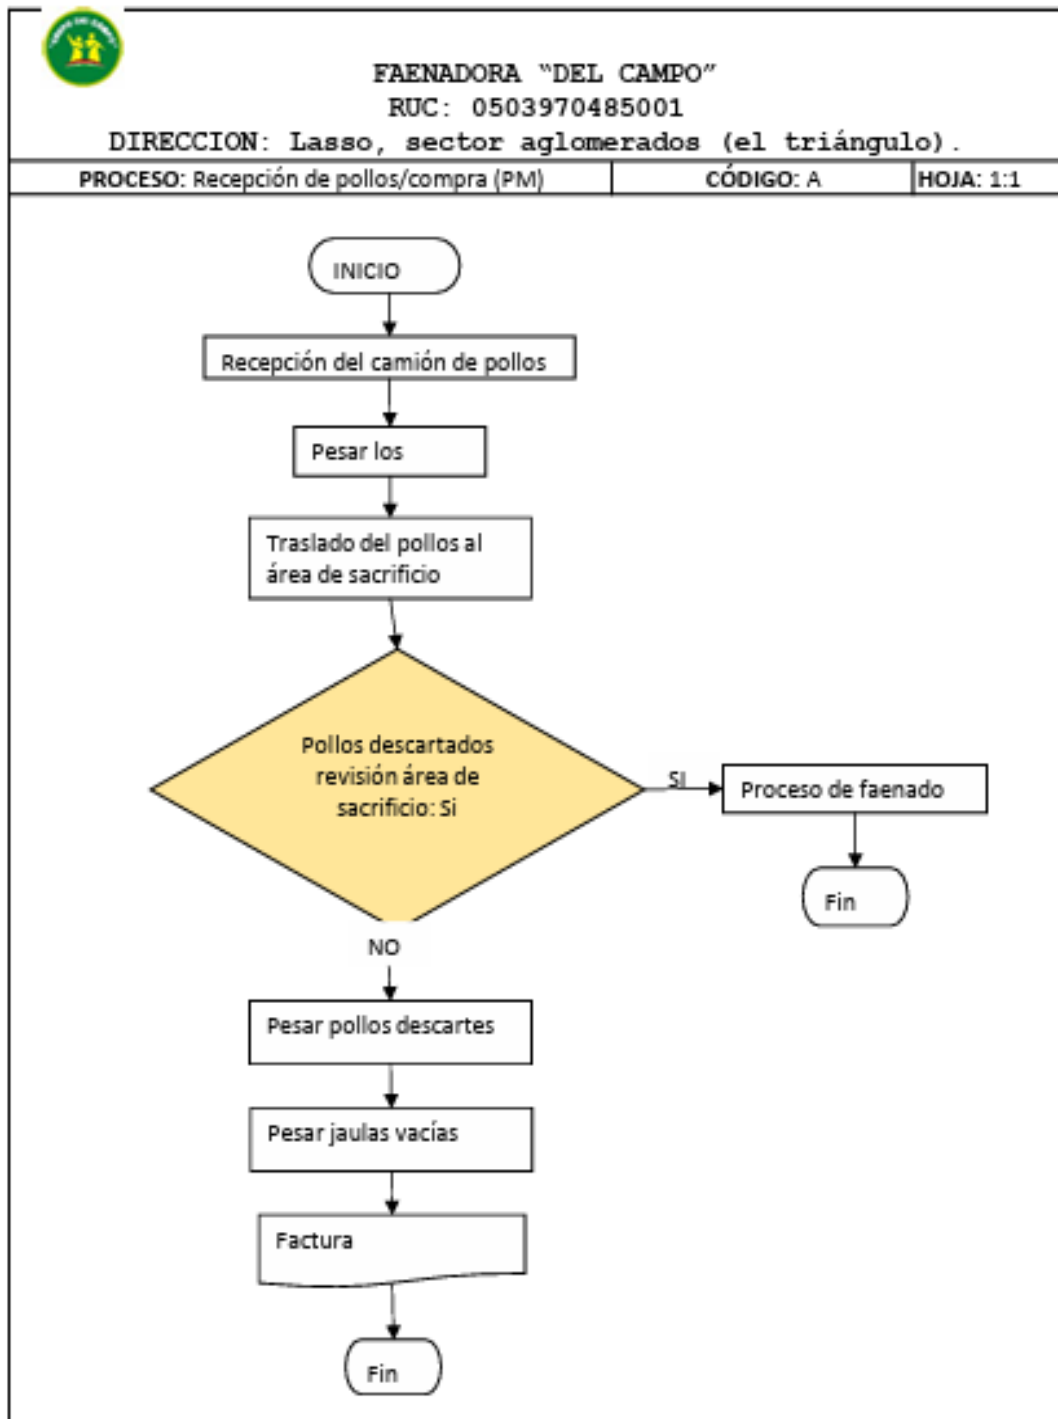 FAENADORA “DEL CAMPO”
RUC: 0503970485001
DIRECCION: Lasso, sector aglomerados (el triángulo).
PROCESO: Recepción de pollos/compra (PM) CÓDIGO: A HOJA: 1:1
INICIO
Recepción del camión de pollos
Pesar los
Traslado del pollos al
área de sacrificio
Pollos descartados
revisión área de
sacrificio: Si
SI
Proceso de faenado
Fin
NO
Pesar pollos descartes
Pesar jaulas vacías
Factura
Fin